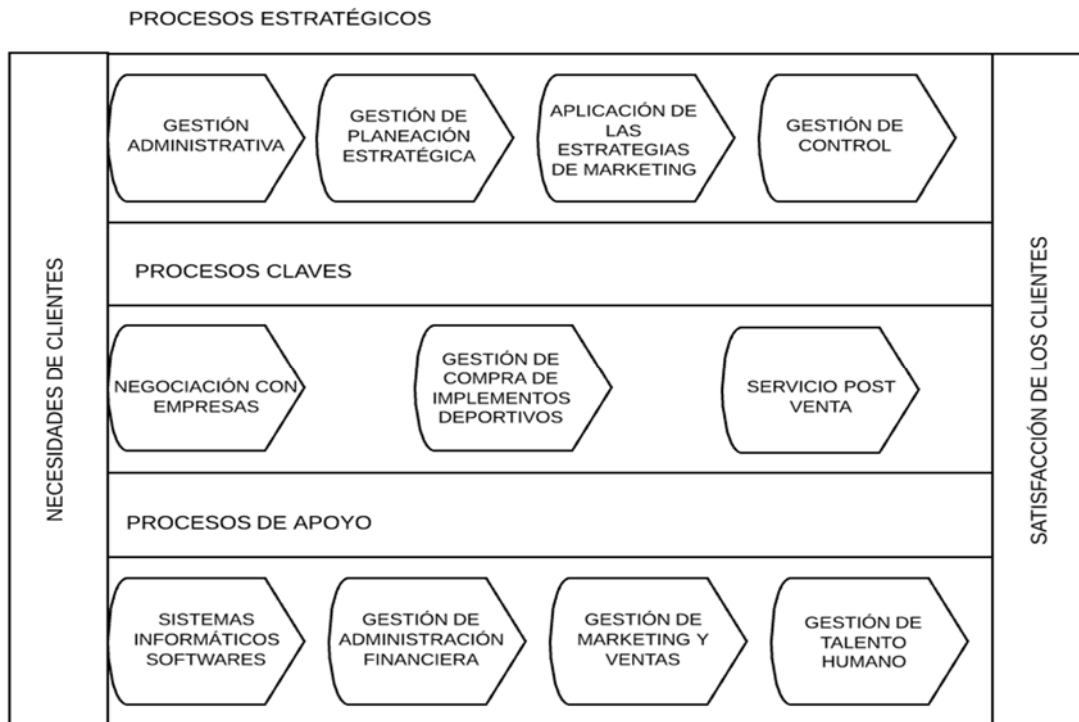 PROCESOS ESTRATÉGICOS
NECESIDADES DE CLIENTES
GESTIÓN
ADMINISTRATIVA
GESTIÓN DE
PLANEACIÓN
ESTRATÉGICA
APLICACIÓN DE
LAS
ESTRATEGIAS
DE MARKETING
GESTIÓN DE
CONTROL
PROCESOS CLAVES
NEGOCIACIÓN CON
EMPRESAS
GESTIÓN DE
COMPRA DE
IMPLEMENTOS
DEPORTIVOS
SERVICIO POST
VENTA
PROCESOS DE APOYO
SISTEMAS
INFORMÁTICOS
SOFTWARES
GESTIÓN DE
ADMINISTRACIÓN
FINANCIERA
GESTIÓN DE
MARKETING Y
VENTAS
GESTIÓN DE
TALENTO
HUMANO
SATISFACCIÓN DE LOS CLIENTES